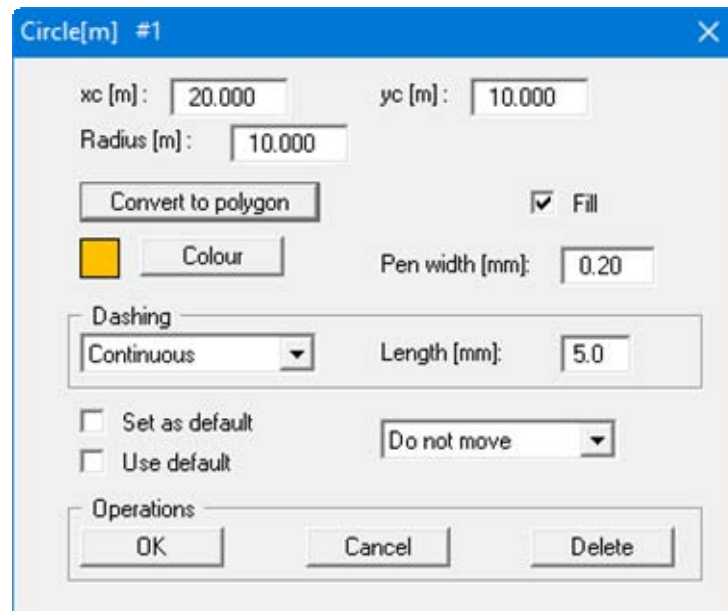 Circle[m] #1
xc [m] : 20.000 yc [m] : 10.000
Radius [m] : 10.000
Convert to polygon Fill
Colour Pen width [mm]: 0.20
Dashing
Continuous Length [mm]: 5.0
Set as default
Do not move
Use default
Operations
OK Cancel Delete